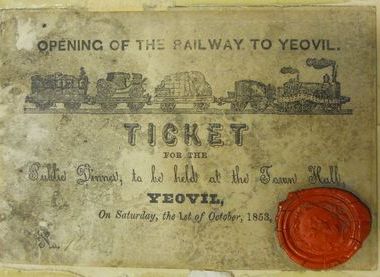 OPENING OF THE RAILWAY TO YEOVIL.
TICKET
FOR THE
Public Dinner, to be held at the Town Hall,
YEOVIL,
On Saturday, the 1st of October, 1853,
No.